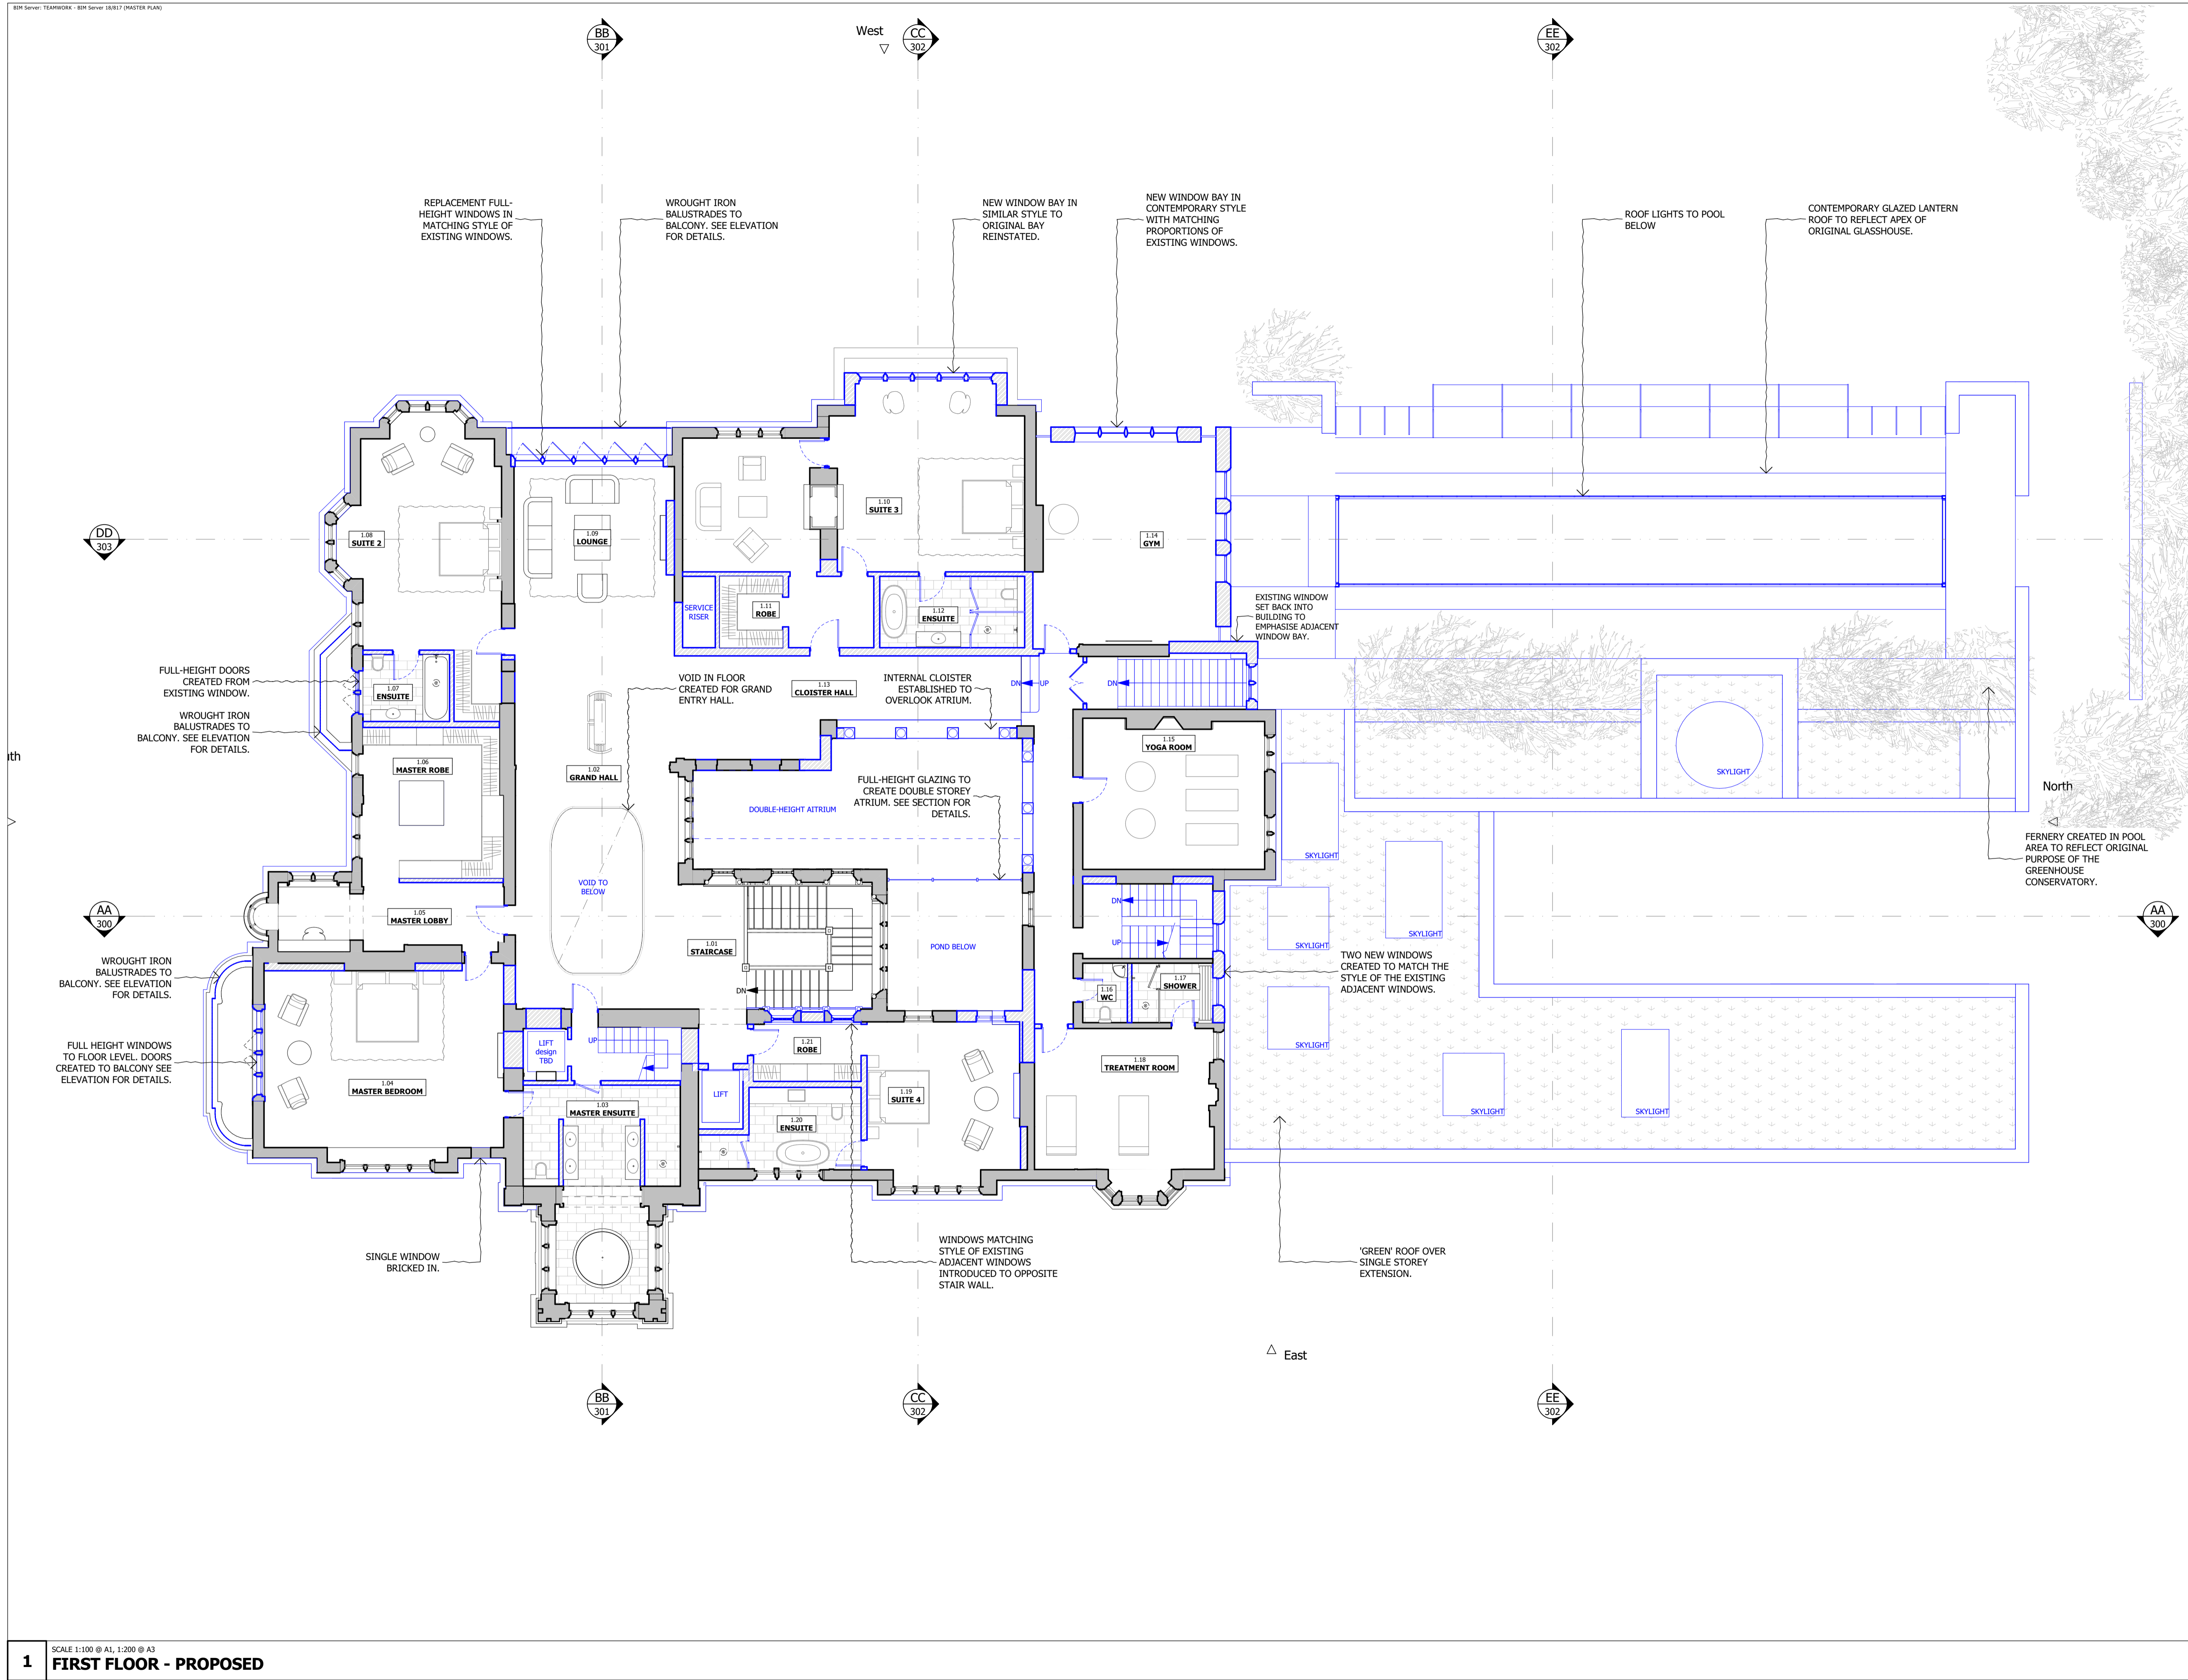 BIM Server: TEAMWORK - BIM Server 18/817 (MASTER PLAN)
BB
301
West
CC
302
EE
302
REPLACEMENT FULL-
HEIGHT WINDOWS IN
MATCHING STYLE OF
EXISTING WINDOWS.
WROUGHT IRON
BALUSTRADES TO
BALCONY. SEE ELEVATION
FOR DETAILS.
NEW WINDOW BAY IN
SIMILAR STYLE TO
ORIGINAL BAY
REINSTATED.
NEW WINDOW BAY IN
CONTEMPORARY STYLE
WITH MATCHING
PROPORTIONS OF
EXISTING WINDOWS.
ROOF LIGHTS TO POOL
BELOW
CONTEMPORARY GLAZED LANTERN
ROOF TO REFLECT APEX OF
ORIGINAL GLASSHOUSE.
DD
303
1.08
SUITE 2
1.09
LOUNGE
1.10
SUITE 3
1.14
GYM
SERVICE
RISER
1.11
ROBE
1.12
ENSUITE
EXISTING WINDOW
SET BACK INTO
BUILDING TO
EMPHASISE ADJACENT
WINDOW BAY.
FULL-HEIGHT DOORS
CREATED FROM
EXISTING WINDOW.
1.07
ENSUITE
VOID IN FLOOR
CREATED FOR GRAND
ENTRY HALL.
1.13
CLOISTER HALL
INTERNAL CLOISTER
ESTABLISHED TO
OVERLOOK ATRIUM.
DN
UP
DN
WROUGHT IRON
BALUSTRADES TO
BALCONY. SEE ELEVATION
FOR DETAILS.
uth
1.06
MASTER ROBE
1.02
GRAND HALL
1.15
YOGA ROOM
SKYLIGHT
North
FULL-HEIGHT GLAZING TO
CREATE DOUBLE STOREY
ATRIUM. SEE SECTION FOR
DETAILS.
DOUBLE-HEIGHT AITRIUM
SKYLIGHT
FERNERY CREATED IN POOL
AREA TO REFLECT ORIGINAL
PURPOSE OF THE
GREENHOUSE
CONSERVATORY.
VOID TO
BELOW
AA
300
1.05
MASTER LOBBY
DN
AA
300
1.01
STAIRCASE
POND BELOW
UP
SKYLIGHT
SKYLIGHT
WROUGHT IRON
BALUSTRADES TO
BALCONY. SEE ELEVATION
FOR DETAILS.
TWO NEW WINDOWS
CREATED TO MATCH THE
STYLE OF THE EXISTING
ADJACENT WINDOWS.
DN
1.16
WC
1.17
SHOWER
FULL HEIGHT WINDOWS
TO FLOOR LEVEL. DOORS
CREATED TO BALCONY SEE
ELEVATION FOR DETAILS.
LIFT
design
TBD
UP
1.21
ROBE
SKYLIGHT
1.18
TREATMENT ROOM
1.04
MASTER BEDROOM
LIFT
1.19
SUITE 4
1.03
MASTER ENSUITE
1.20
ENSUITE
SKYLIGHT
SKYLIGHT
SINGLE WINDOW
BRICKED IN.
WINDOWS MATCHING
STYLE OF EXISTING
ADJACENT WINDOWS
INTRODUCED TO OPPOSITE
STAIR WALL.
'GREEN' ROOF OVER
SINGLE STOREY
EXTENSION.
East
BB
301
CC
302
EE
302
1
SCALE 1:100 @ A1, 1:200 @ A3
FIRST FLOOR - PROPOSED